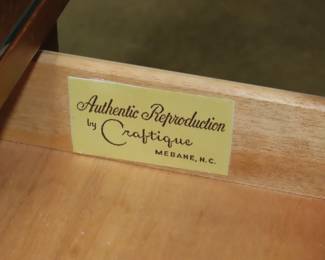 Authentic Reproduction
by Craftique
MEBANE, N.C.